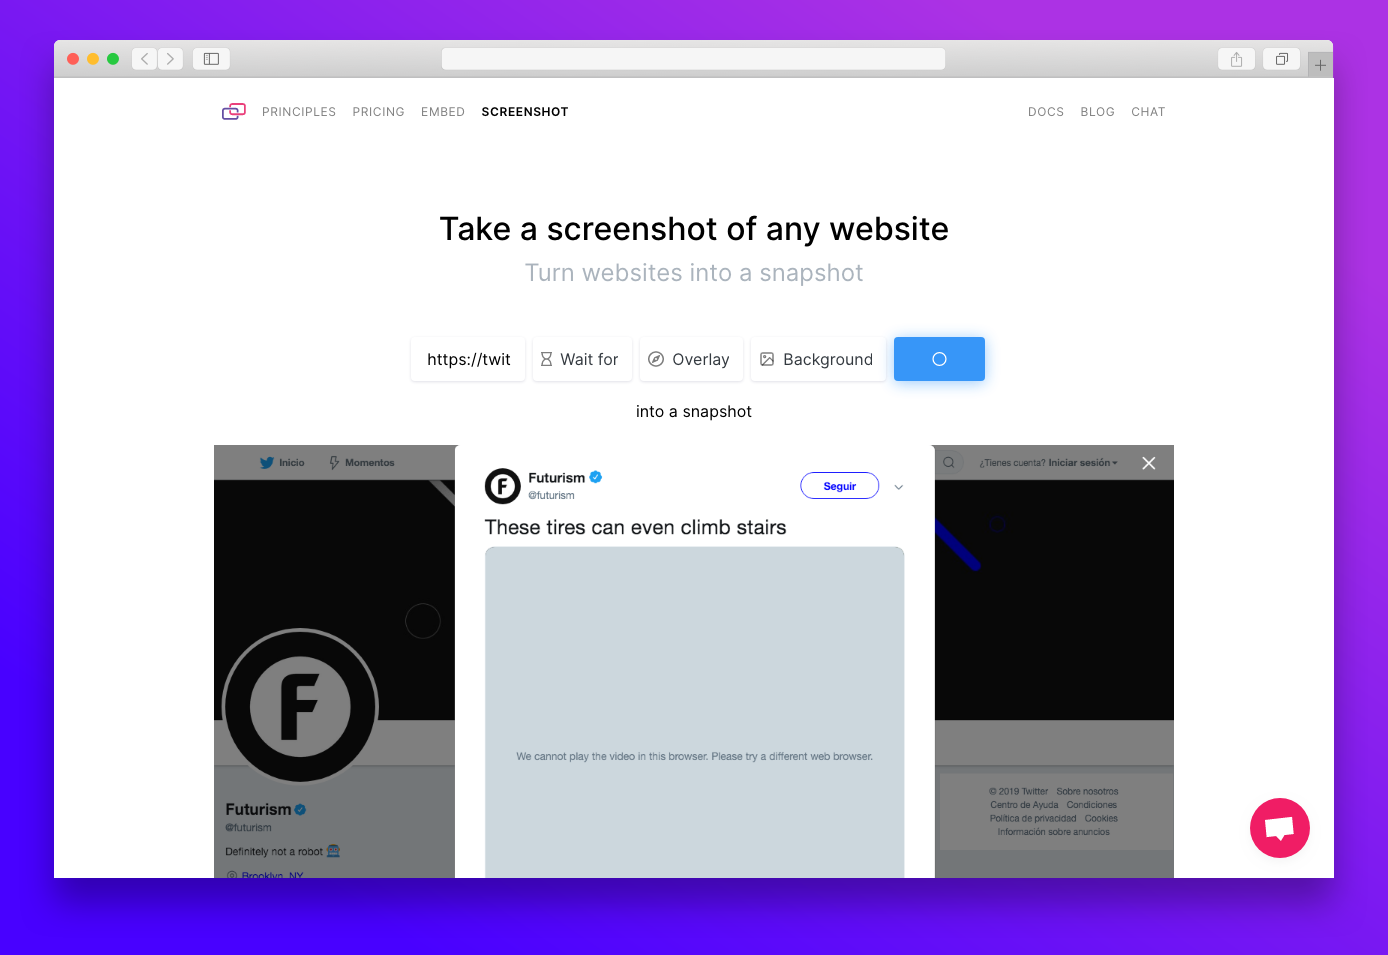 PRINCIPLES PRICING EMBED SCREENSHOT DOCS BLOG CHAT
Take a screenshot of any website
Turn websites into a snapshot
https://twit Wait for Overlay Background
into a snapshot
Inicio Momentos ¿Tienes cuenta? Iniciar sesión
Futurism
@futurism
Seguir
These tires can even climb stairs
We cannot play the video in this browser. Please try a different web browser.
F
Futurism
@futurism
Definitely not a robot
Brooklyn, NY
© 2019 Twitter Sobre nosotros
Centro de Ayuda Condiciones
Política de privacidad Cookies
Información sobre anuncios